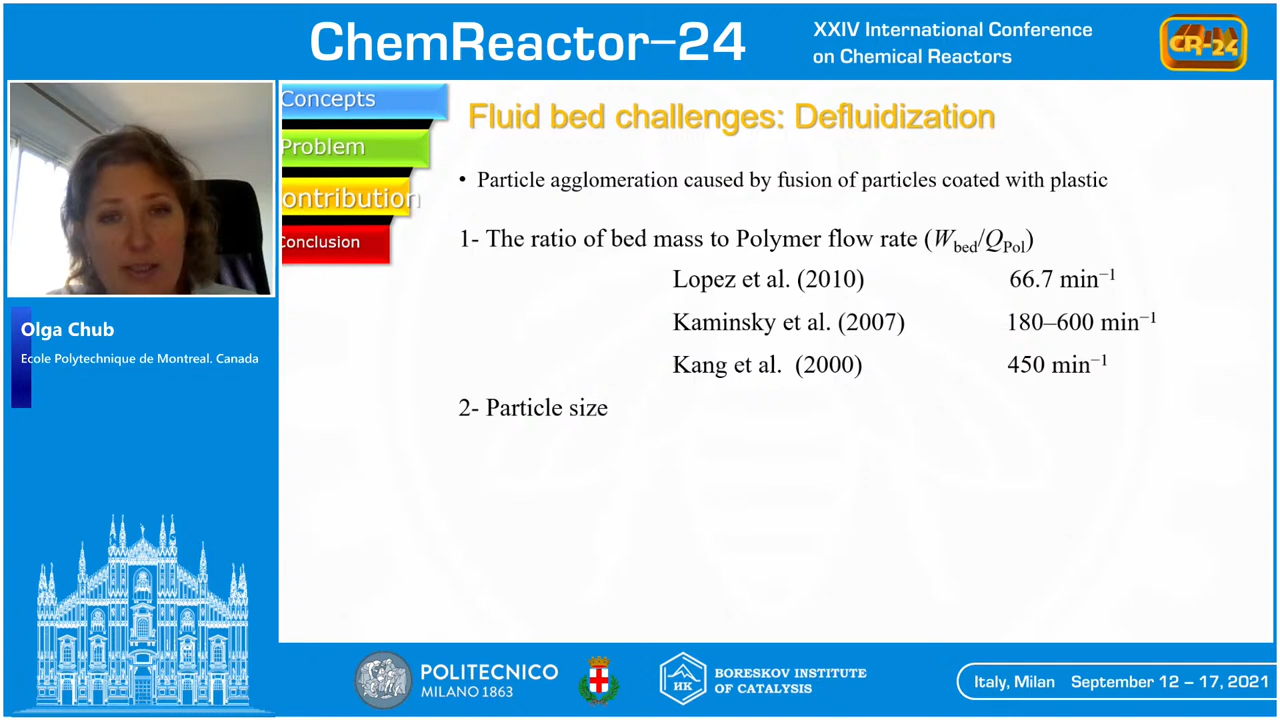 ChemReactor–24
XXIV International Conference
on Chemical Reactors
CR-24
Concepts
Problem
ontribution
Conclusion
Fluid bed challenges: Defluidization
• Particle agglomeration caused by fusion of particles coated with plastic
1- The ratio of bed mass to Polymer flow rate (W_bed/Q_Pol)
Lopez et al. (2010) 66.7 min⁻¹
Kaminsky et al. (2007) 180–600 min⁻¹
Kang et al. (2000) 450 min⁻¹
2- Particle size
Olga Chub
Ecole Polytechnique de Montreal. Canada
POLITECNICO
MILANO 1863
НК
BORESKOV INSTITUTE
OF CATALYSIS
Italy, Milan September 12 – 17, 2021